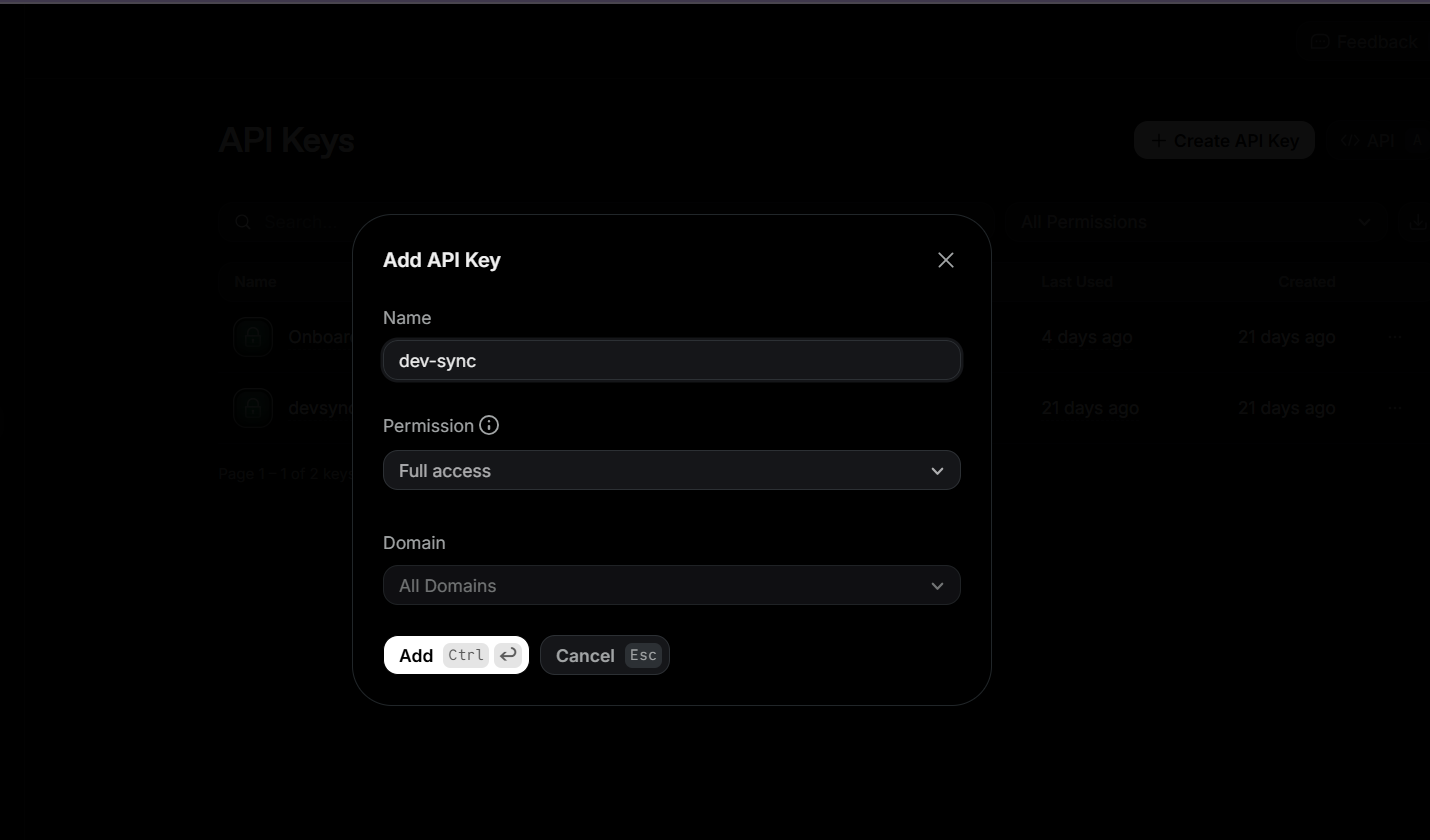 Feedback
API Keys
+ Create API Key
</> API A
Search
All Permissions
Add API Key
Name
Last Used
Created
Name
Onboar
4 days ago
21 days ago
dev-sync
devsync
21 days ago
21 days ago
Permission
Full access
Page 1 - 1 of 2 keys
Domain
All Domains
Add Ctrl
Cancel Esc